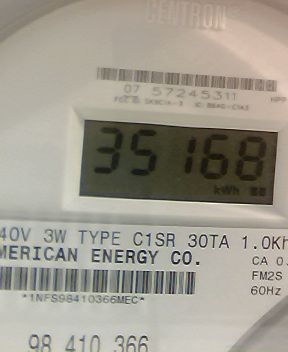 CENTRON
07 57245311
35168
kWh
40V 3W TYPE C1SR 30TA 1.0Kh
MERICAN ENERGY CO.
CA 0.
FM2S
60Hz
*1NFS98410366MEC*
98 410 366